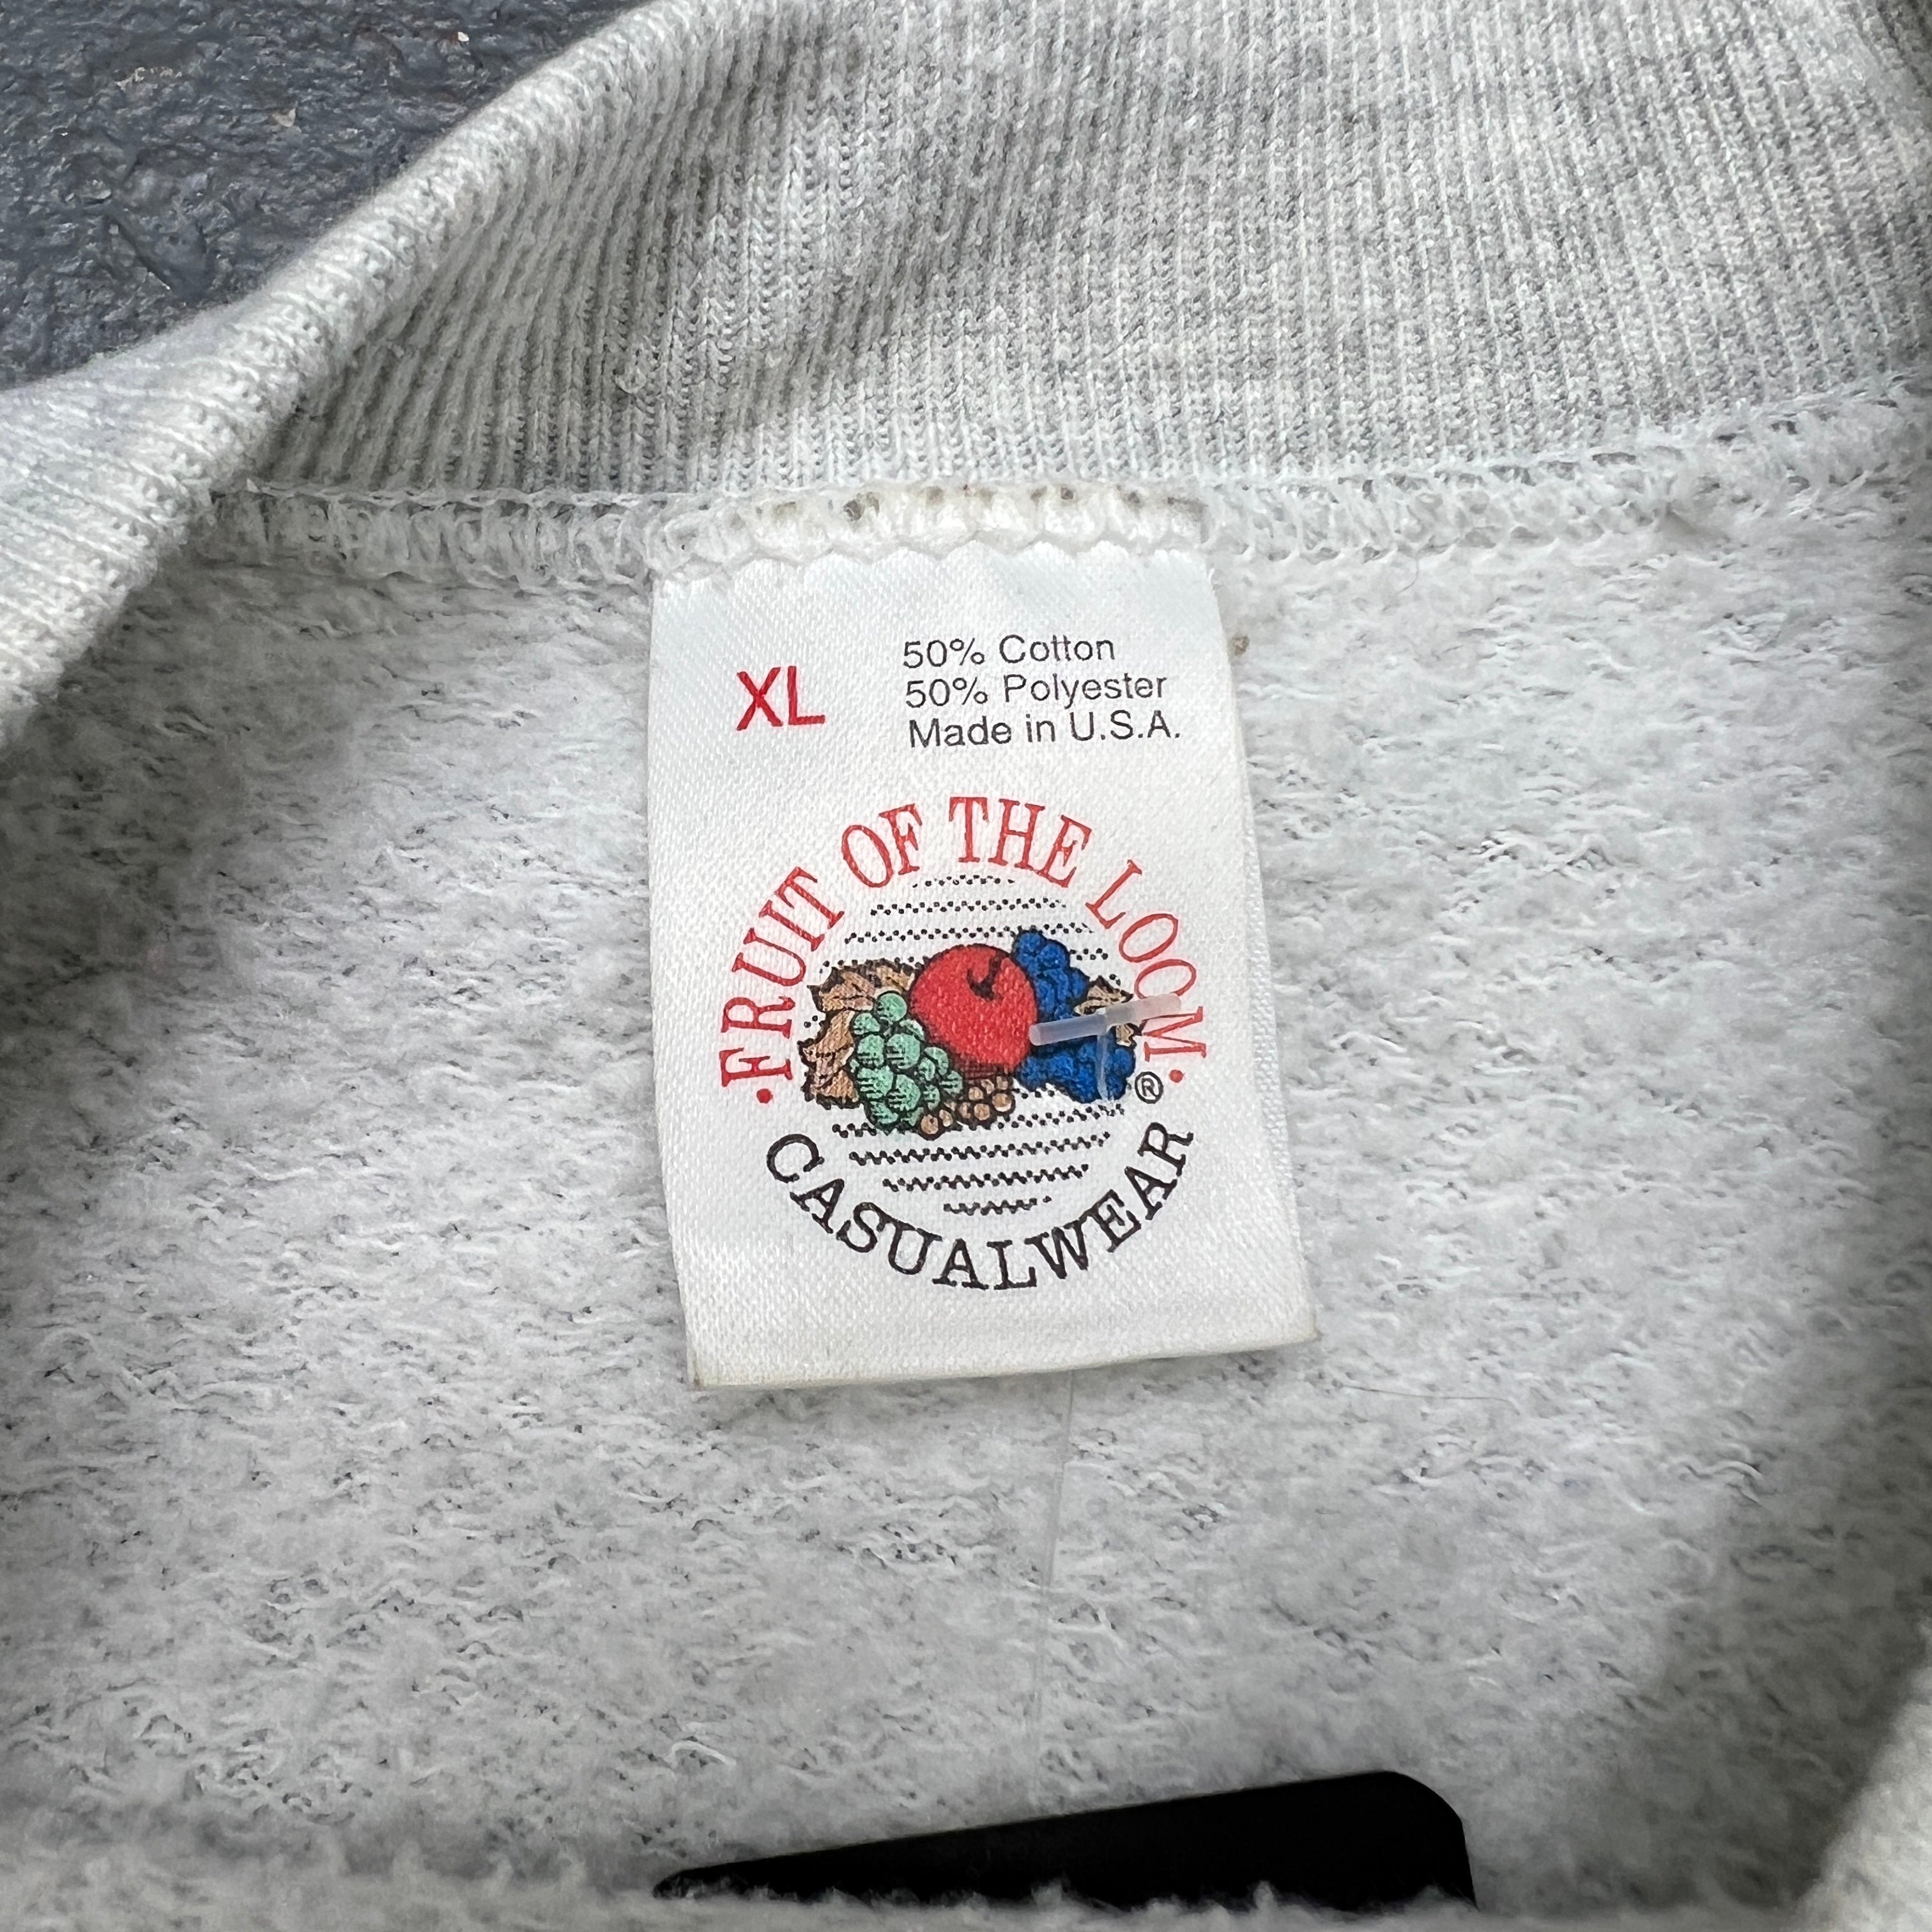 XL
50% Cotton
50% Polyester
Made in U.S.A.
• FRUIT OF THE LOOM •
®
CASUALWEAR